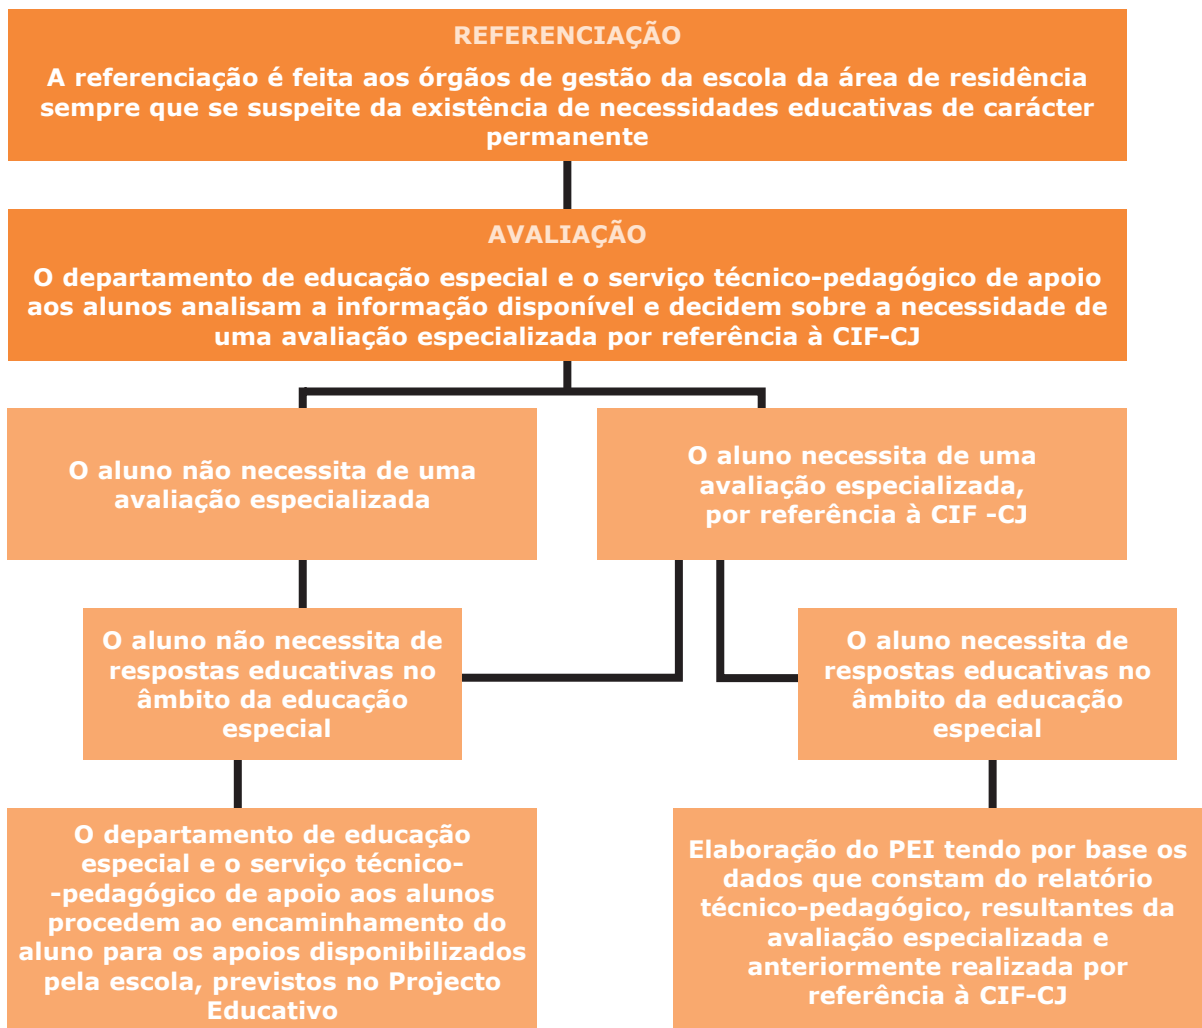 REFERENCIAÇÃO
A referenciação é feita aos órgãos de gestão da escola da área de residência
sempre que se suspeite da existência de necessidades educativas de carácter
permanente
AVALIAÇÃO
O departamento de educação especial e o serviço técnico-pedagógico de apoio
aos alunos analisam a informação disponível e decidem sobre a necessidade de
uma avaliação especializada por referência à CIF-CJ
O aluno não necessita de uma
avaliação especializada
O aluno necessita de uma
avaliação especializada,
por referência à CIF -CJ
O aluno não necessita de
respostas educativas no
âmbito da educação
especial
O aluno necessita de
respostas educativas no
âmbito da educação
especial
O departamento de educação
especial e o serviço técnico-
-pedagógico de apoio aos alunos
procedem ao encaminhamento do
aluno para os apoios disponibilizados
pela escola, previstos no Projecto
Educativo
Elaboração do PEI tendo por base os
dados que constam do relatório
técnico-pedagógico, resultantes da
avaliação especializada e
anteriormente realizada por
referência à CIF-CJ